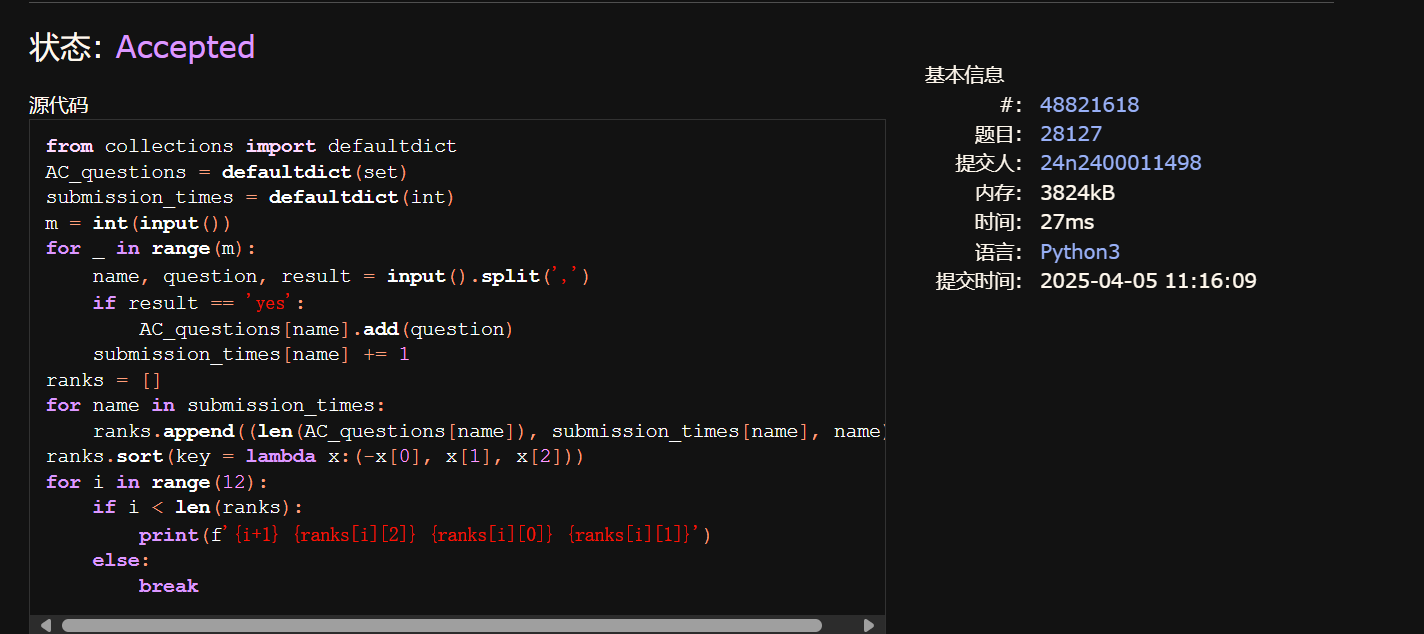 状态: Accepted
源代码
from collections import defaultdict
AC_questions = defaultdict(set)
submission_times = defaultdict(int)
m = int(input())
for _ in range(m):
    name, question, result = input().split(',')
    if result == 'yes':
        AC_questions[name].add(question)
    submission_times[name] += 1
ranks = []
for name in submission_times:
    ranks.append((len(AC_questions[name]), submission_times[name], name)
ranks.sort(key = lambda x:(-x[0], x[1], x[2]))
for i in range(12):
    if i < len(ranks):
        print(f'{i+1} {ranks[i][2]} {ranks[i][0]} {ranks[i][1]}')
    else:
        break
基本信息
#: 48821618
题目: 28127
提交人: 24n2400011498
内存: 3824kB
时间: 27ms
语言: Python3
提交时间: 2025-04-05 11:16:09